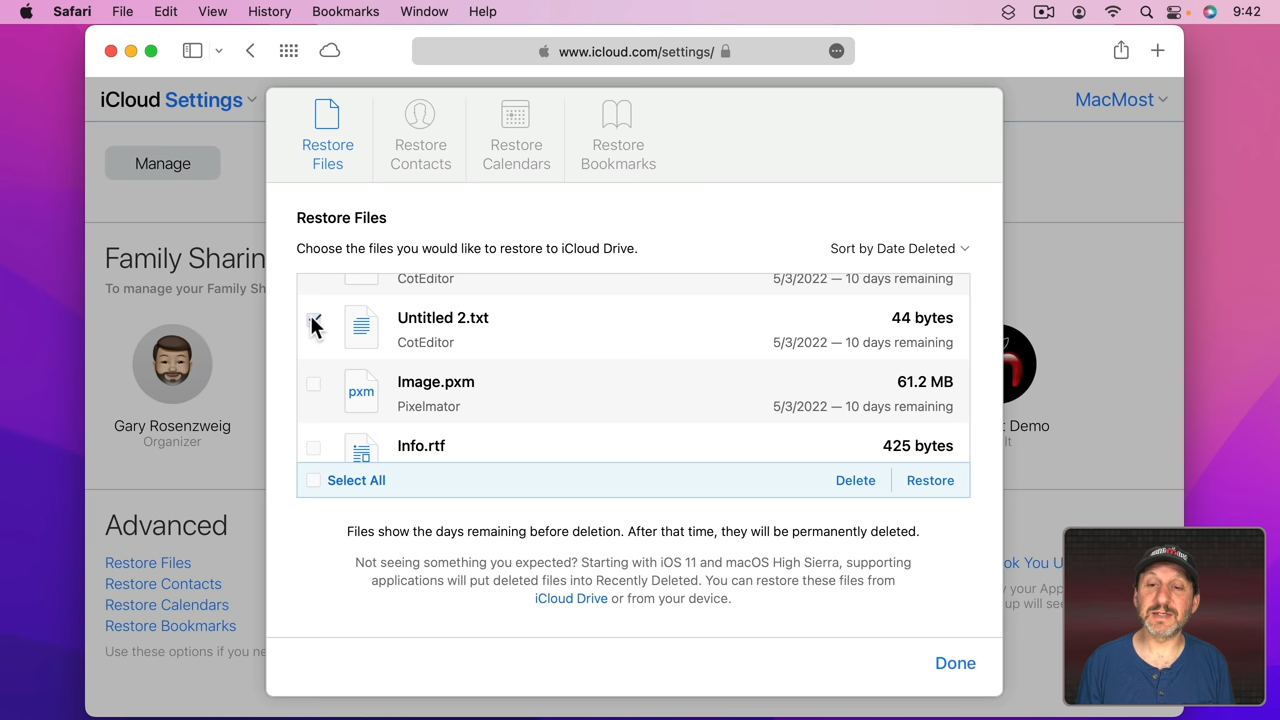 Safari File Edit View History Bookmarks Window Help 9:42
www.icloud.com/settings/
iCloud Settings
MacMost
Manage
Restore Files
Restore Contacts
Restore Calendars
Restore Bookmarks
Restore Files
Choose the files you would like to restore to iCloud Drive.
Sort by Date Deleted
CotEditor 5/3/2022 — 10 days remaining
Untitled 2.txt 44 bytes
CotEditor 5/3/2022 — 10 days remaining
pxm
Image.pxm 61.2 MB
Pixelmator 5/3/2022 — 10 days remaining
Info.rtf 425 bytes
Select All Delete Restore
Files show the days remaining before deletion. After that time, they will be permanently deleted.
Not seeing something you expected? Starting with iOS 11 and macOS High Sierra, supporting
applications will put deleted files into Recently Deleted. You can restore these files from
iCloud Drive or from your device.
Done
Family Sharin
To manage your Family Sh
Gary Rosenzweig
Organizer
Demo
It
Advanced
Restore Files
Restore Contacts
Restore Calendars
Restore Bookmarks
Use these options if you ne
ok You U
your App
up will see